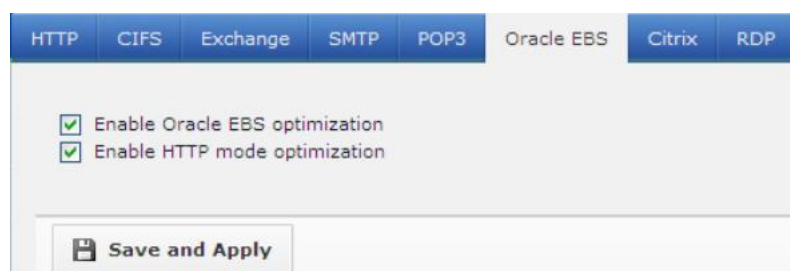 HTTP CIFS Exchange SMTP POP3 Oracle EBS Citrix RDP
Enable Oracle EBS optimization
Enable HTTP mode optimization
Save and Apply